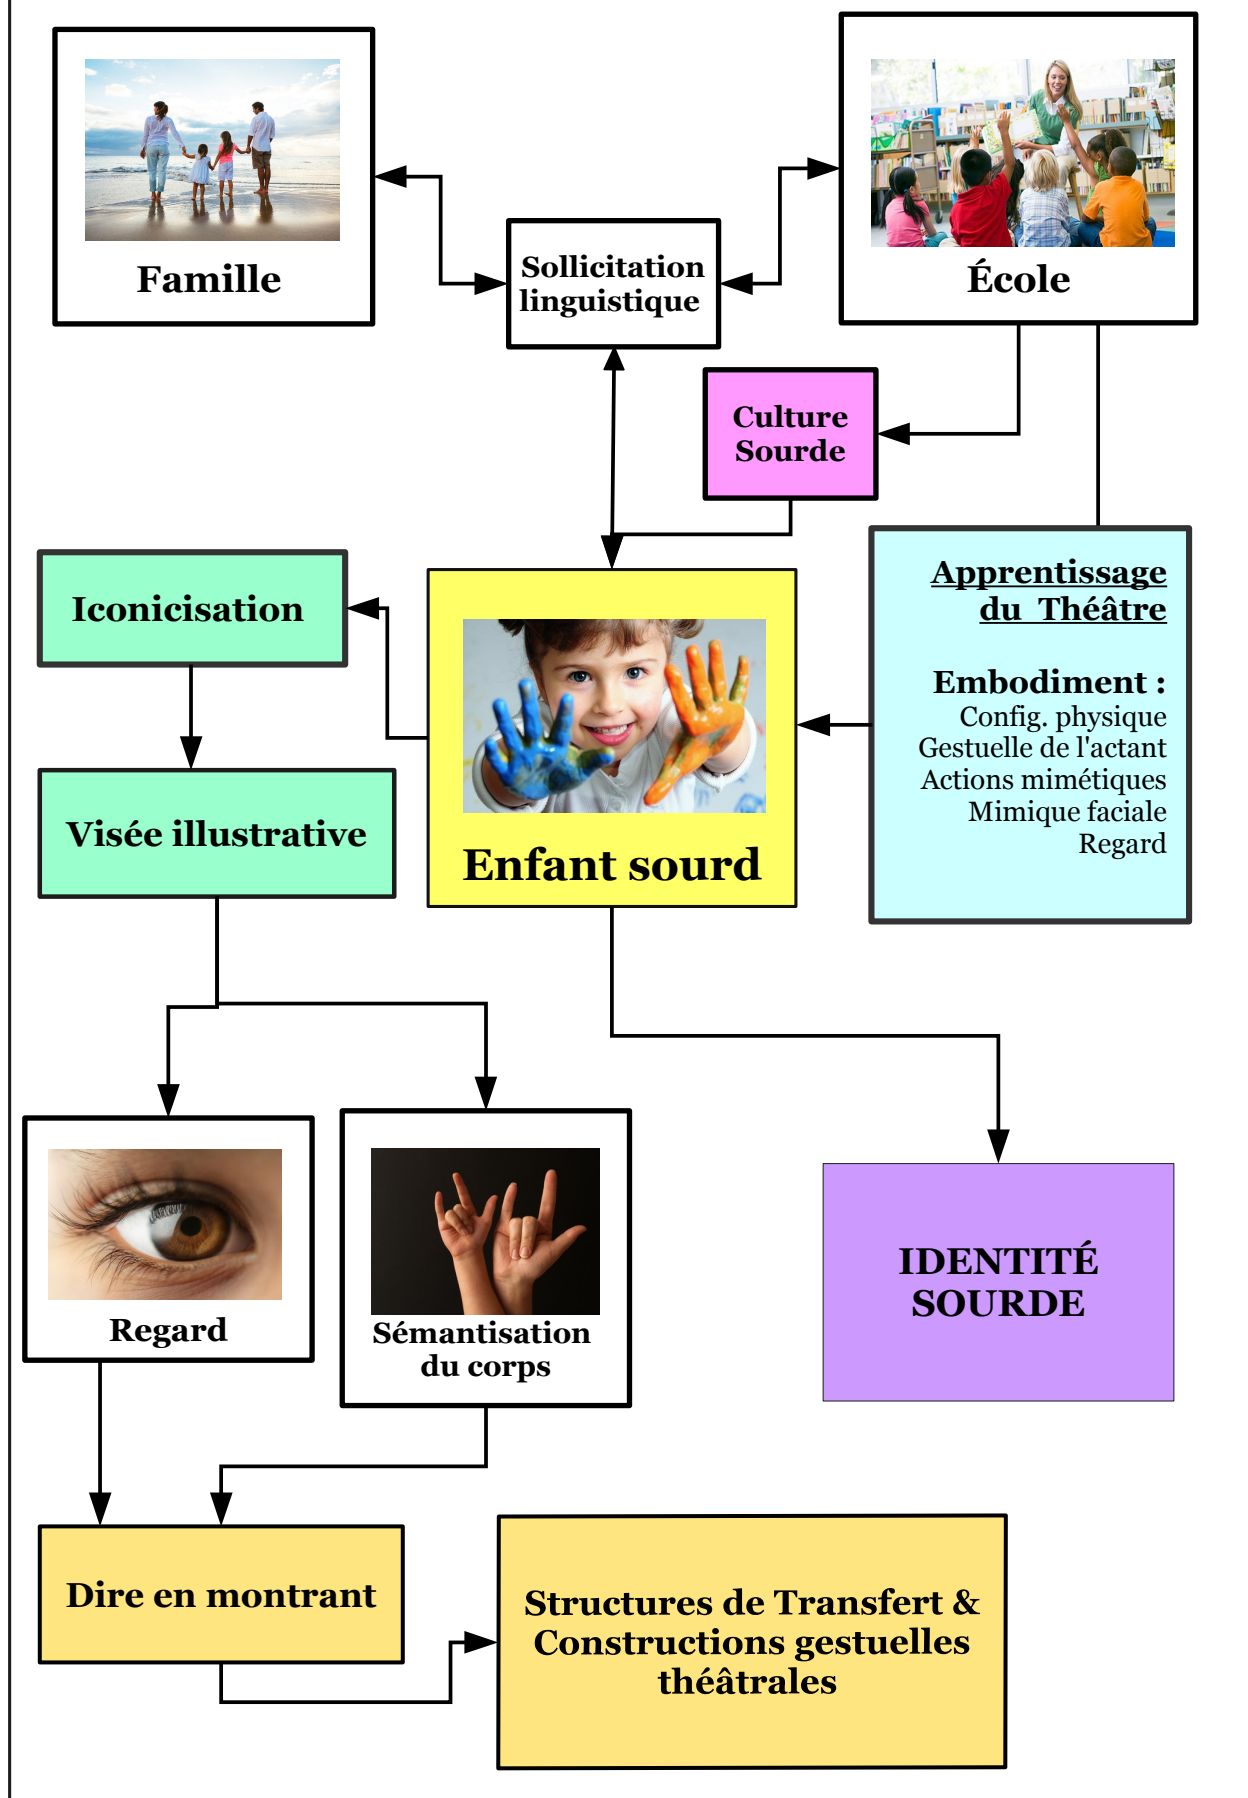 Famille
École
Sollicitation
linguistique
Culture
Sourde
Iconicisation
Apprentissage
du Théâtre
Embodiment :
Config. physique
Gestuelle de l'actant
Actions mimétiques
Mimique faciale
Regard
Visée illustrative
Enfant sourd
Regard
Sémantisation
du corps
IDENTITÉ
SOURDE
Dire en montrant
Structures de Transfert &
Constructions gestuelles
théâtrales